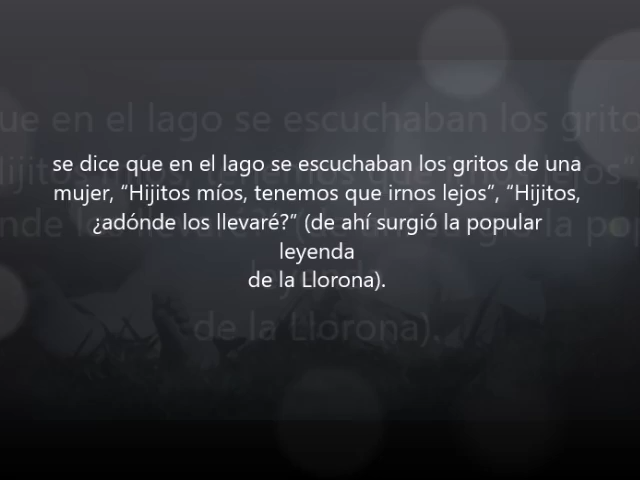 se dice que en el lago se escuchaban los gritos de una
mujer, “Hijitos míos, tenemos que irnos lejos”, “Hijitos,
¿adónde los llevaré?” (de ahí surgió la popular
leyenda
de la Llorona).